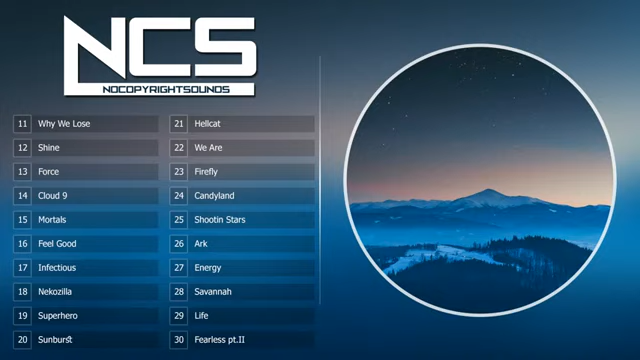 NCS
NOCOPYRIGHTSOUNDS
11 Why We Lose
12 Shine
13 Force
14 Cloud 9
15 Mortals
16 Feel Good
17 Infectious
18 Nekozilla
19 Superhero
20 Sunburst
21 Hellcat
22 We Are
23 Firefly
24 Candyland
25 Shootin Stars
26 Ark
27 Energy
28 Savannah
29 Life
30 Fearless pt.II